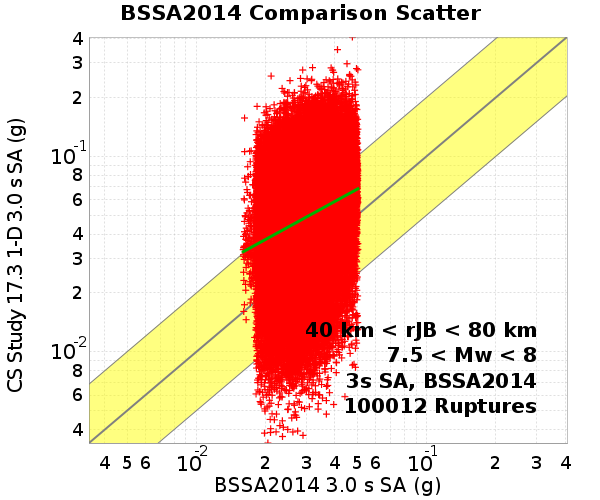 BSSA2014 Comparison Scatter
CS Study 17.3 1-D 3.0 s SA (g)
4
3
2
10-1
8
6
4
3
2
10-2
8
6
4
40 km < rJB < 80 km
7.5 < Mw < 8
3s SA, BSSA2014
100012 Ruptures
4 5 6 10-2 2 3 4 5 6 10-1 2 3 4
BSSA2014 3.0 s SA (g)